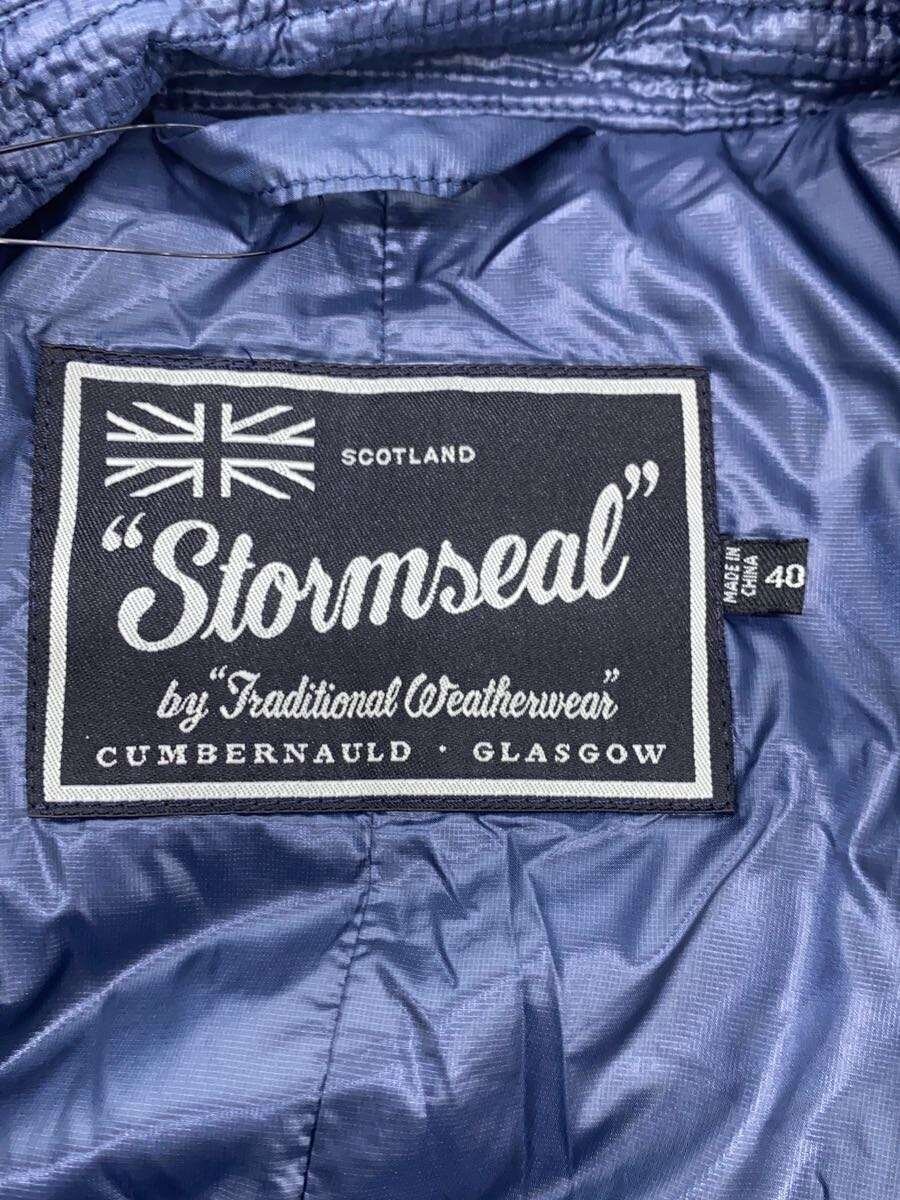 SCOTLAND
"Stormseal"
by "Traditional Weatherwear"
CUMBERNAULD · GLASGOW
MADE IN
CHINA
40